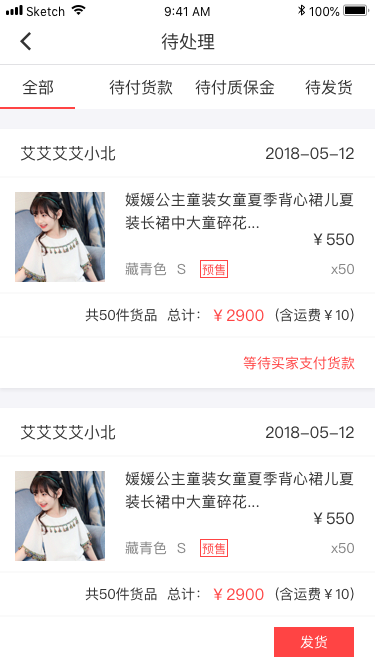 Sketch 9:41 AM 100%
待处理
全部 待付货款 待付质保金 待发货
艾艾艾艾小北 2018-05-12
媛媛公主童装女童夏季背心裙儿夏
装长裙中大童碎花...
￥550
藏青色 S 预售 x50
共50件货品 总计：￥2900 (含运费￥10)
等待买家支付货款
艾艾艾艾小北 2018-05-12
媛媛公主童装女童夏季背心裙儿夏
装长裙中大童碎花...
￥550
藏青色 S 预售 x50
共50件货品 总计：￥2900 (含运费￥10)
发货